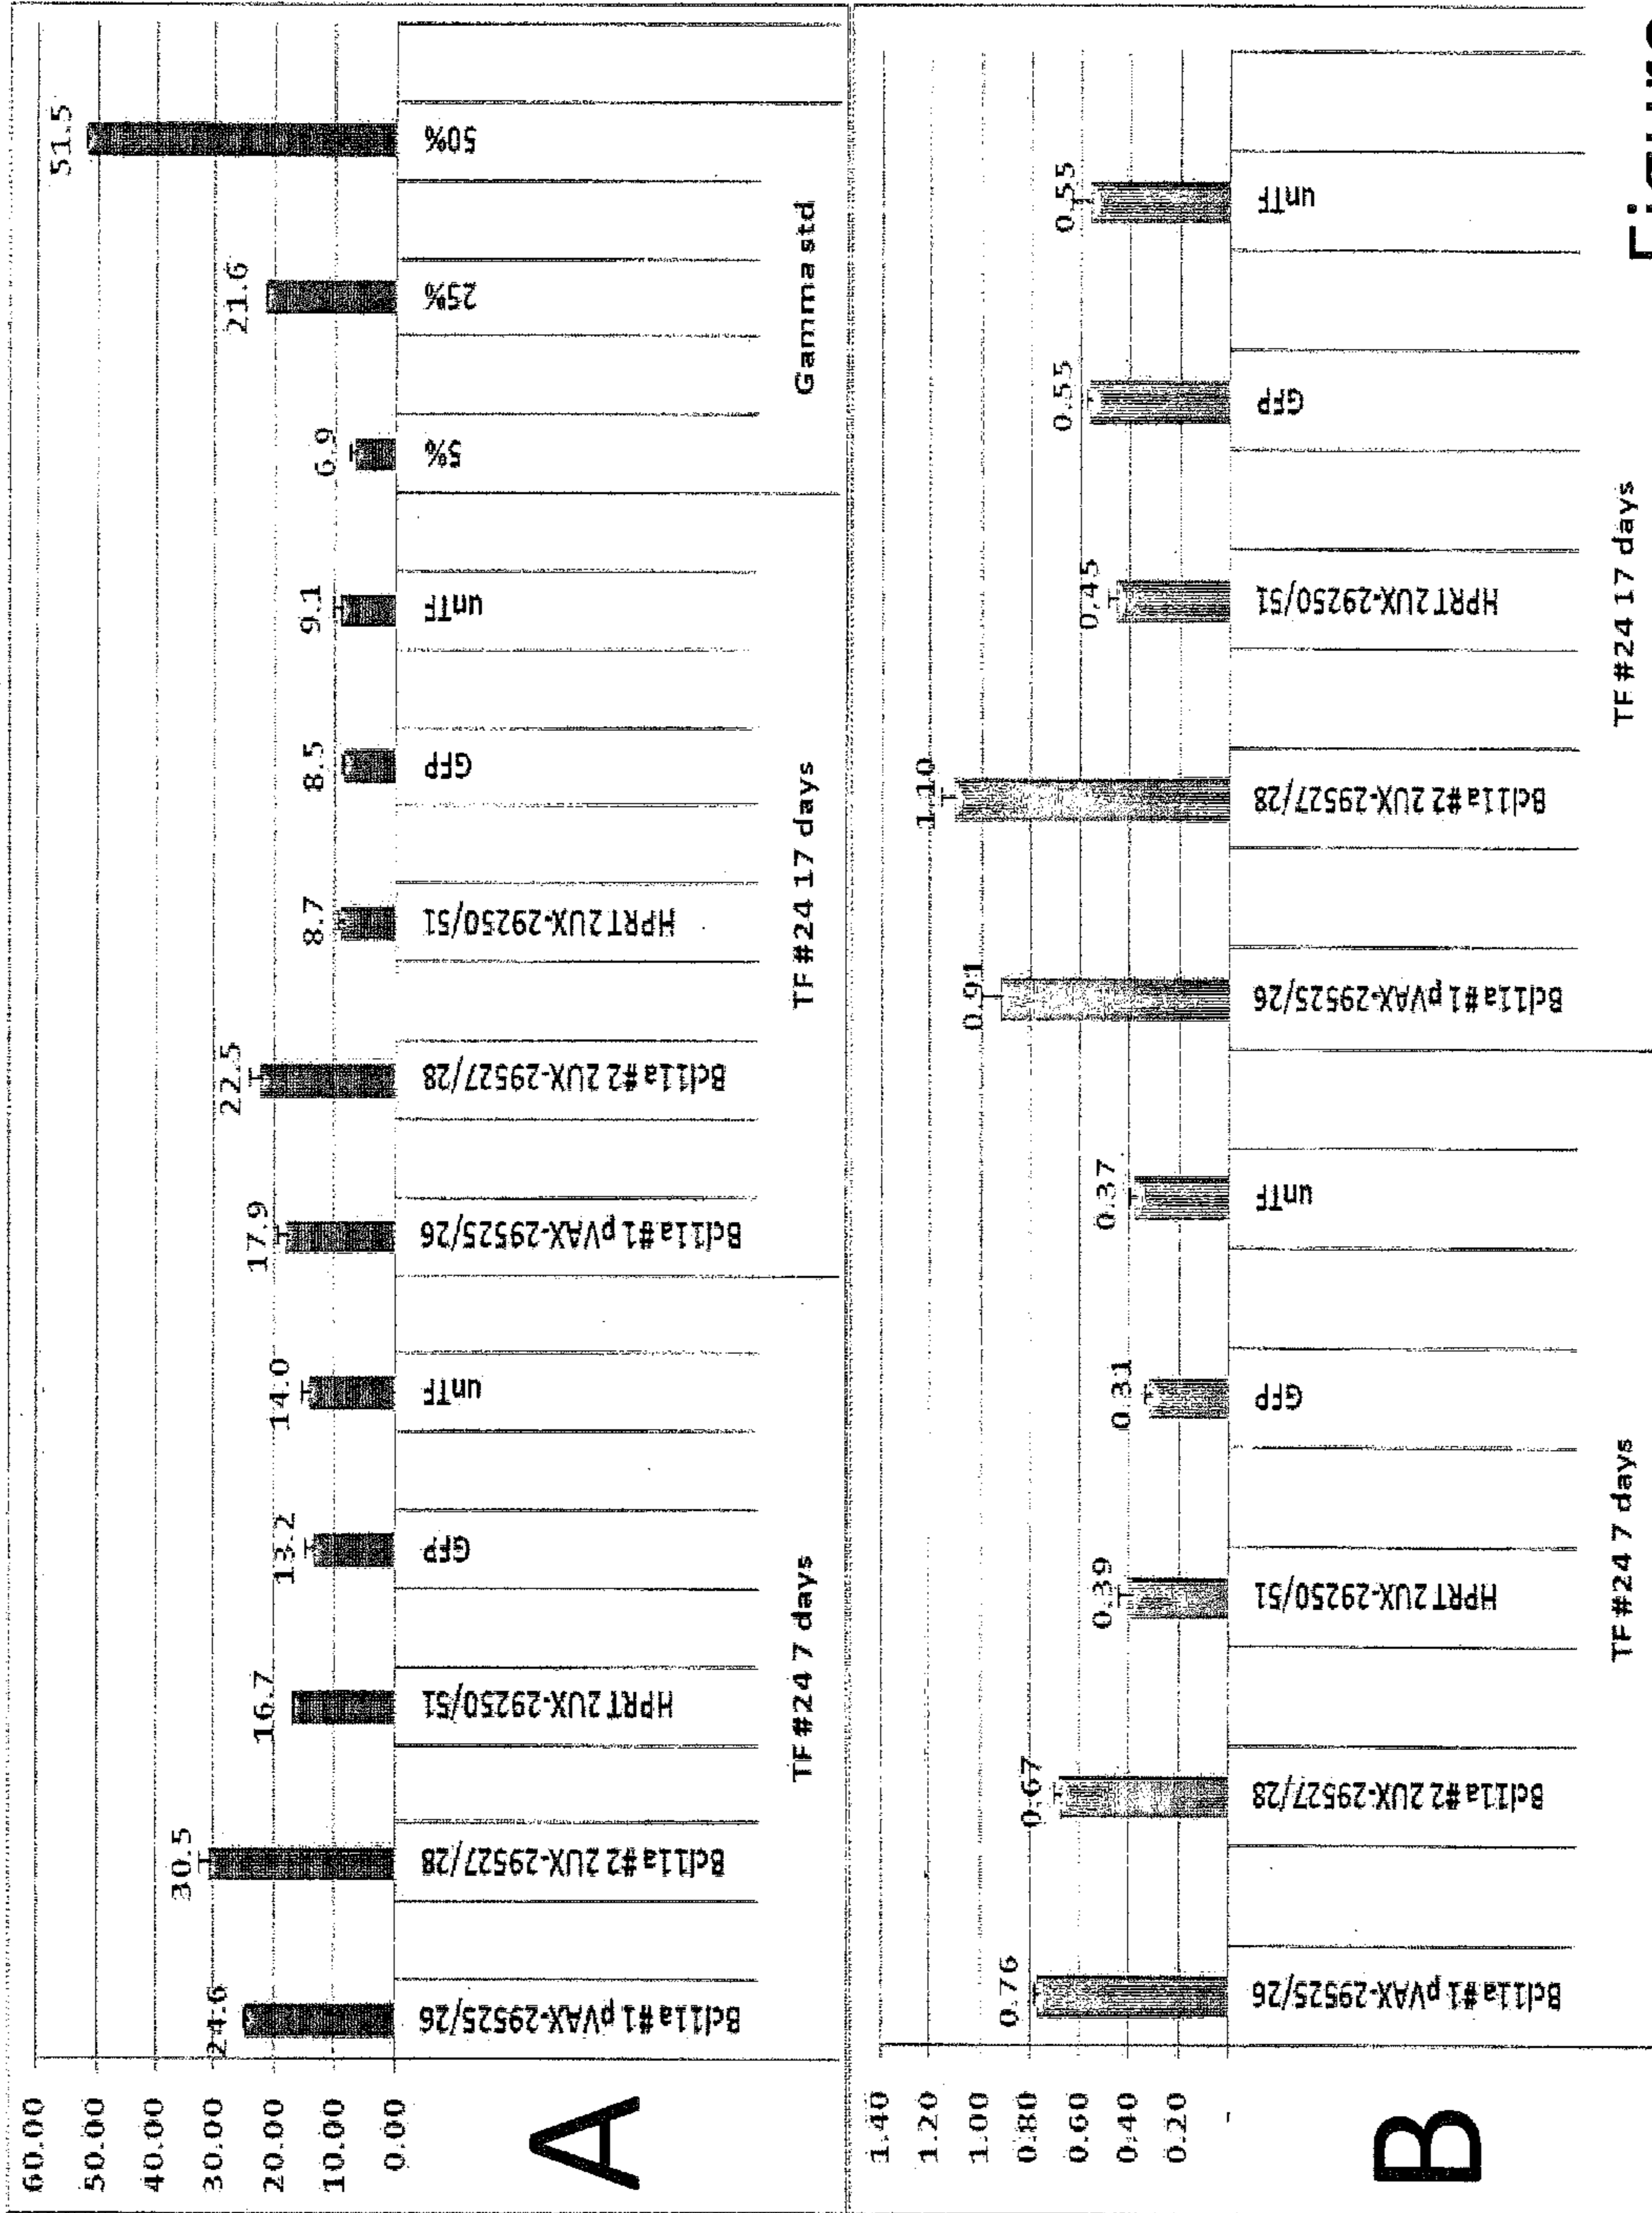 60.00
50.00
40.00
30.00
20.00
10.00
0.00
24.6
30.5
16.7
13.2
14.0
17.9
22.5
8.7
8.5
9.1
6.9
21.6
51.5
Bcl11a #1 pVAX-29525/26
Bcl11a #2 2UX-29527/28
HPRT 2UX-29250/51
GFP
unTF
Bcl11a #1 pVAX-29525/26
Bcl11a #2 2UX-29527/28
HPRT 2UX-29250/51
GFP
unTF
5%
25%
50%
TF#24 7 days
TF#24 17 days
Gamma std
A
1.40
1.20
1.00
0.80
0.60
0.40
0.20
-
0.76
0.67
0.39
0.31
0.37
0.91
1.10
0.45
0.55
0.55
Bcl11a #1 pVAX-29525/26
Bcl11a #2 2UX-29527/28
HPRT 2UX-29250/51
GFP
unTF
Bcl11a #1 pVAX-29525/26
Bcl11a #2 2UX-29527/28
HPRT 2UX-29250/51
GFP
unTF
TF#24 7 days
TF#24 17 days
B